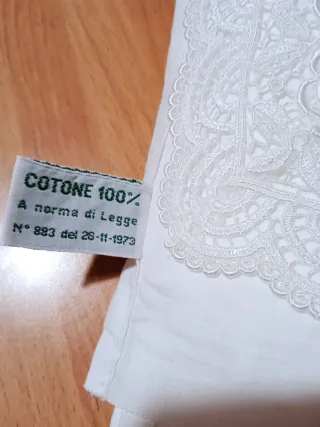 COTONE 100%
A norma di Legge
N° 883 del 26-11-1973